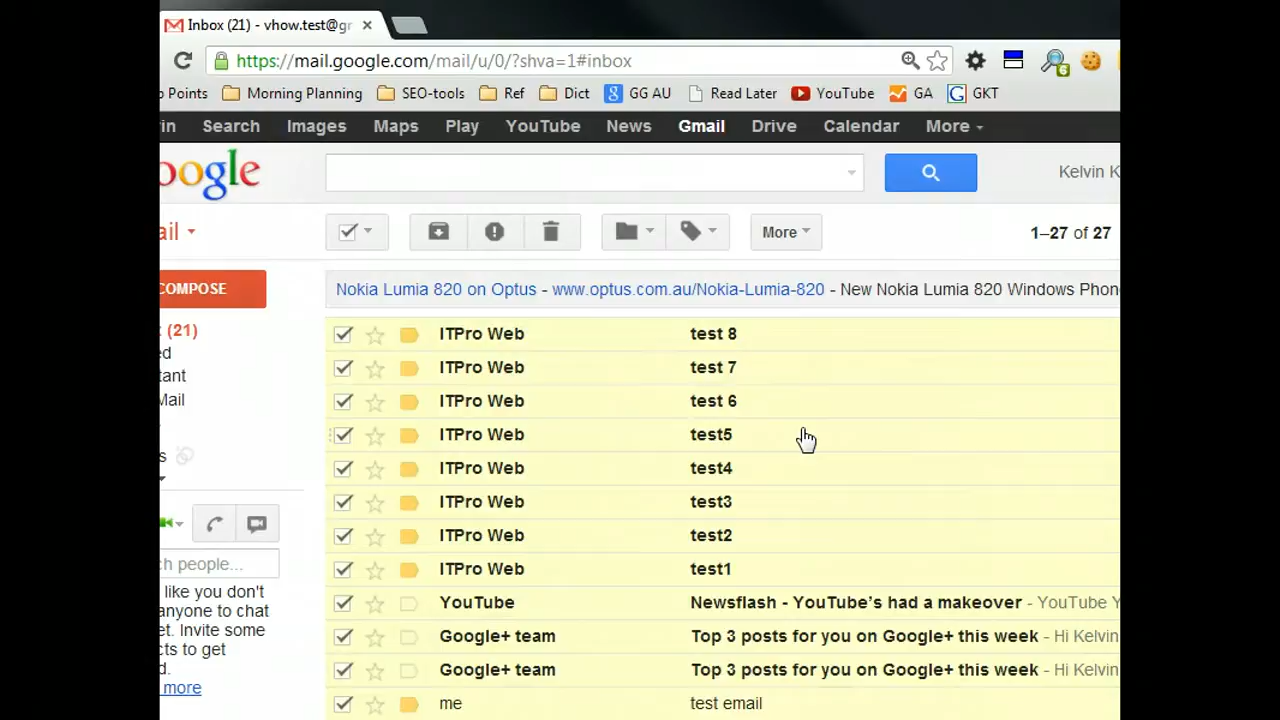 Inbox (21) - vhow.test@gr
https://mail.google.com/mail/u/0/?shva=1#inbox
Points Morning Planning SEO-tools Ref Dict GG AU Read Later YouTube GA GKT
in Search Images Maps Play YouTube News Gmail Drive Calendar More
oogle Kelvin K
ail More 1–27 of 27
COMPOSE Nokia Lumia 820 on Optus - www.optus.com.au/Nokia-Lumia-820 - New Nokia Lumia 820 Windows Phon
(21) ITPro Web test 8
ed
ITPro Web test 7
tant
Mail ITPro Web test 6
ITPro Web test5
s
ITPro Web test4
ITPro Web test3
ITPro Web test2
h people... ITPro Web test1
like you don't
anyone to chat YouTube Newsflash - YouTube's had a makeover - YouTube Y
et. Invite some Google+ team Top 3 posts for you on Google+ this week - Hi Kelvin
cts to get
d. Google+ team Top 3 posts for you on Google+ this week - Hi Kelvin
more
me test email